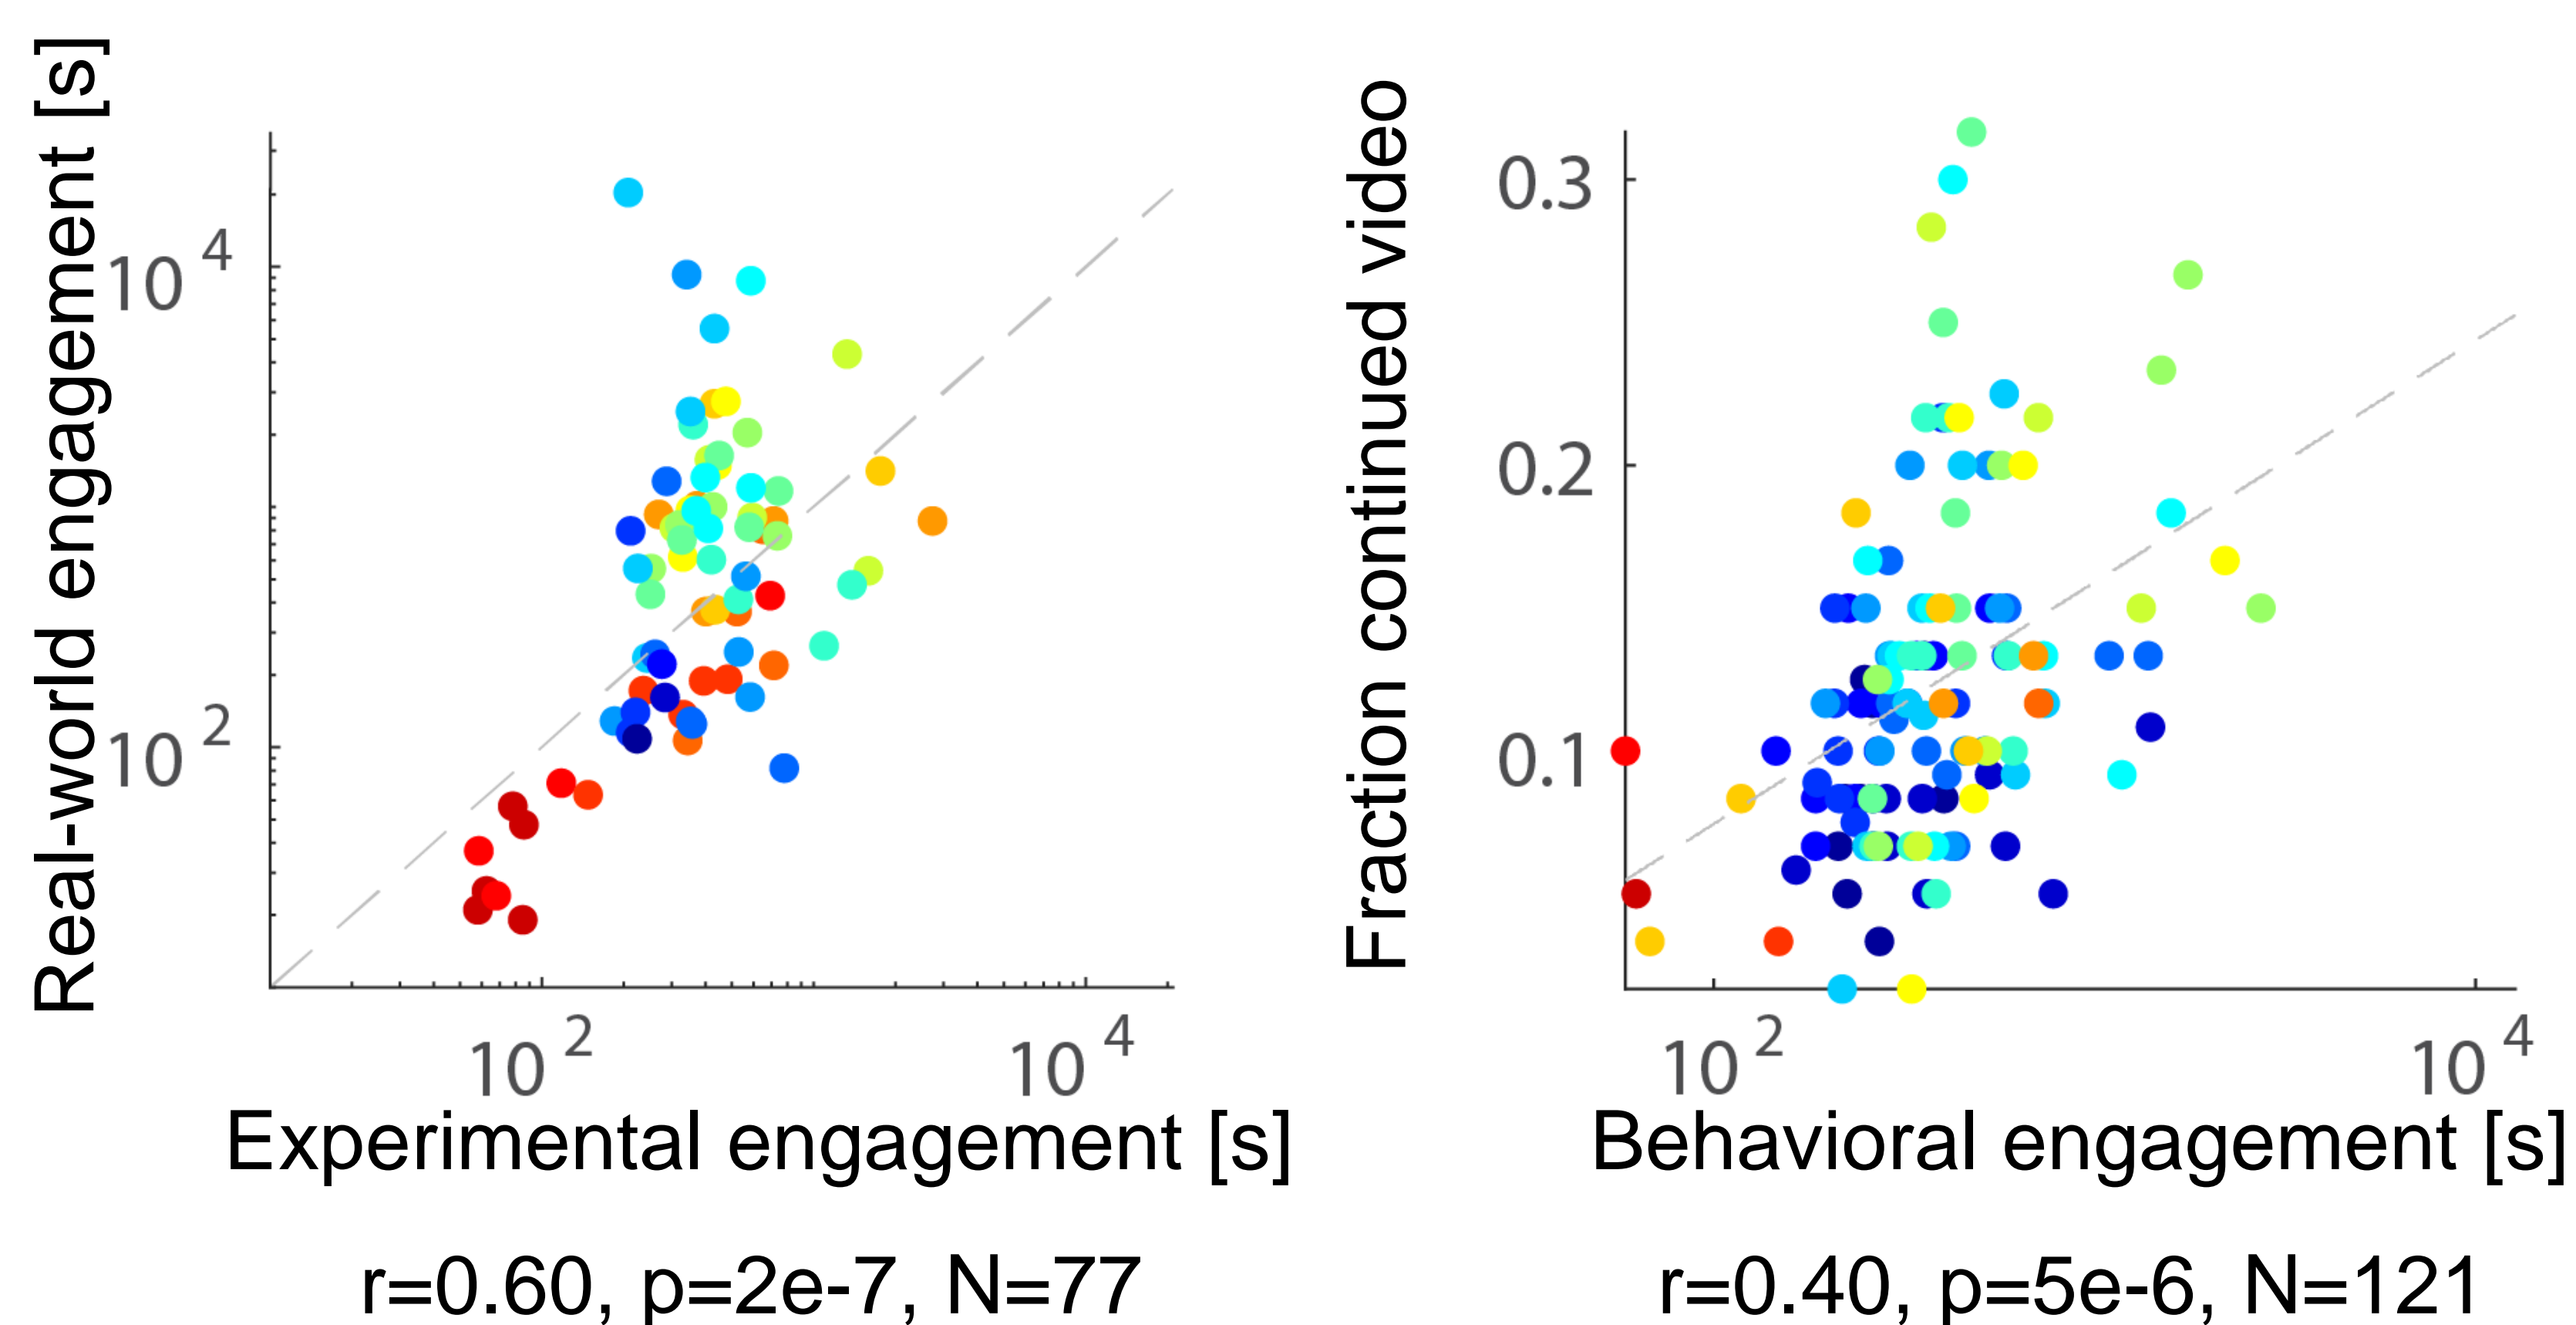 Real-world engagement [s]
10^4
10^2
10^2 10^4
Experimental engagement [s]
r=0.60, p=2e-7, N=77
Fraction continued video
0.3
0.2
0.1
10^2 10^4
Behavioral engagement [s]
r=0.40, p=5e-6, N=121